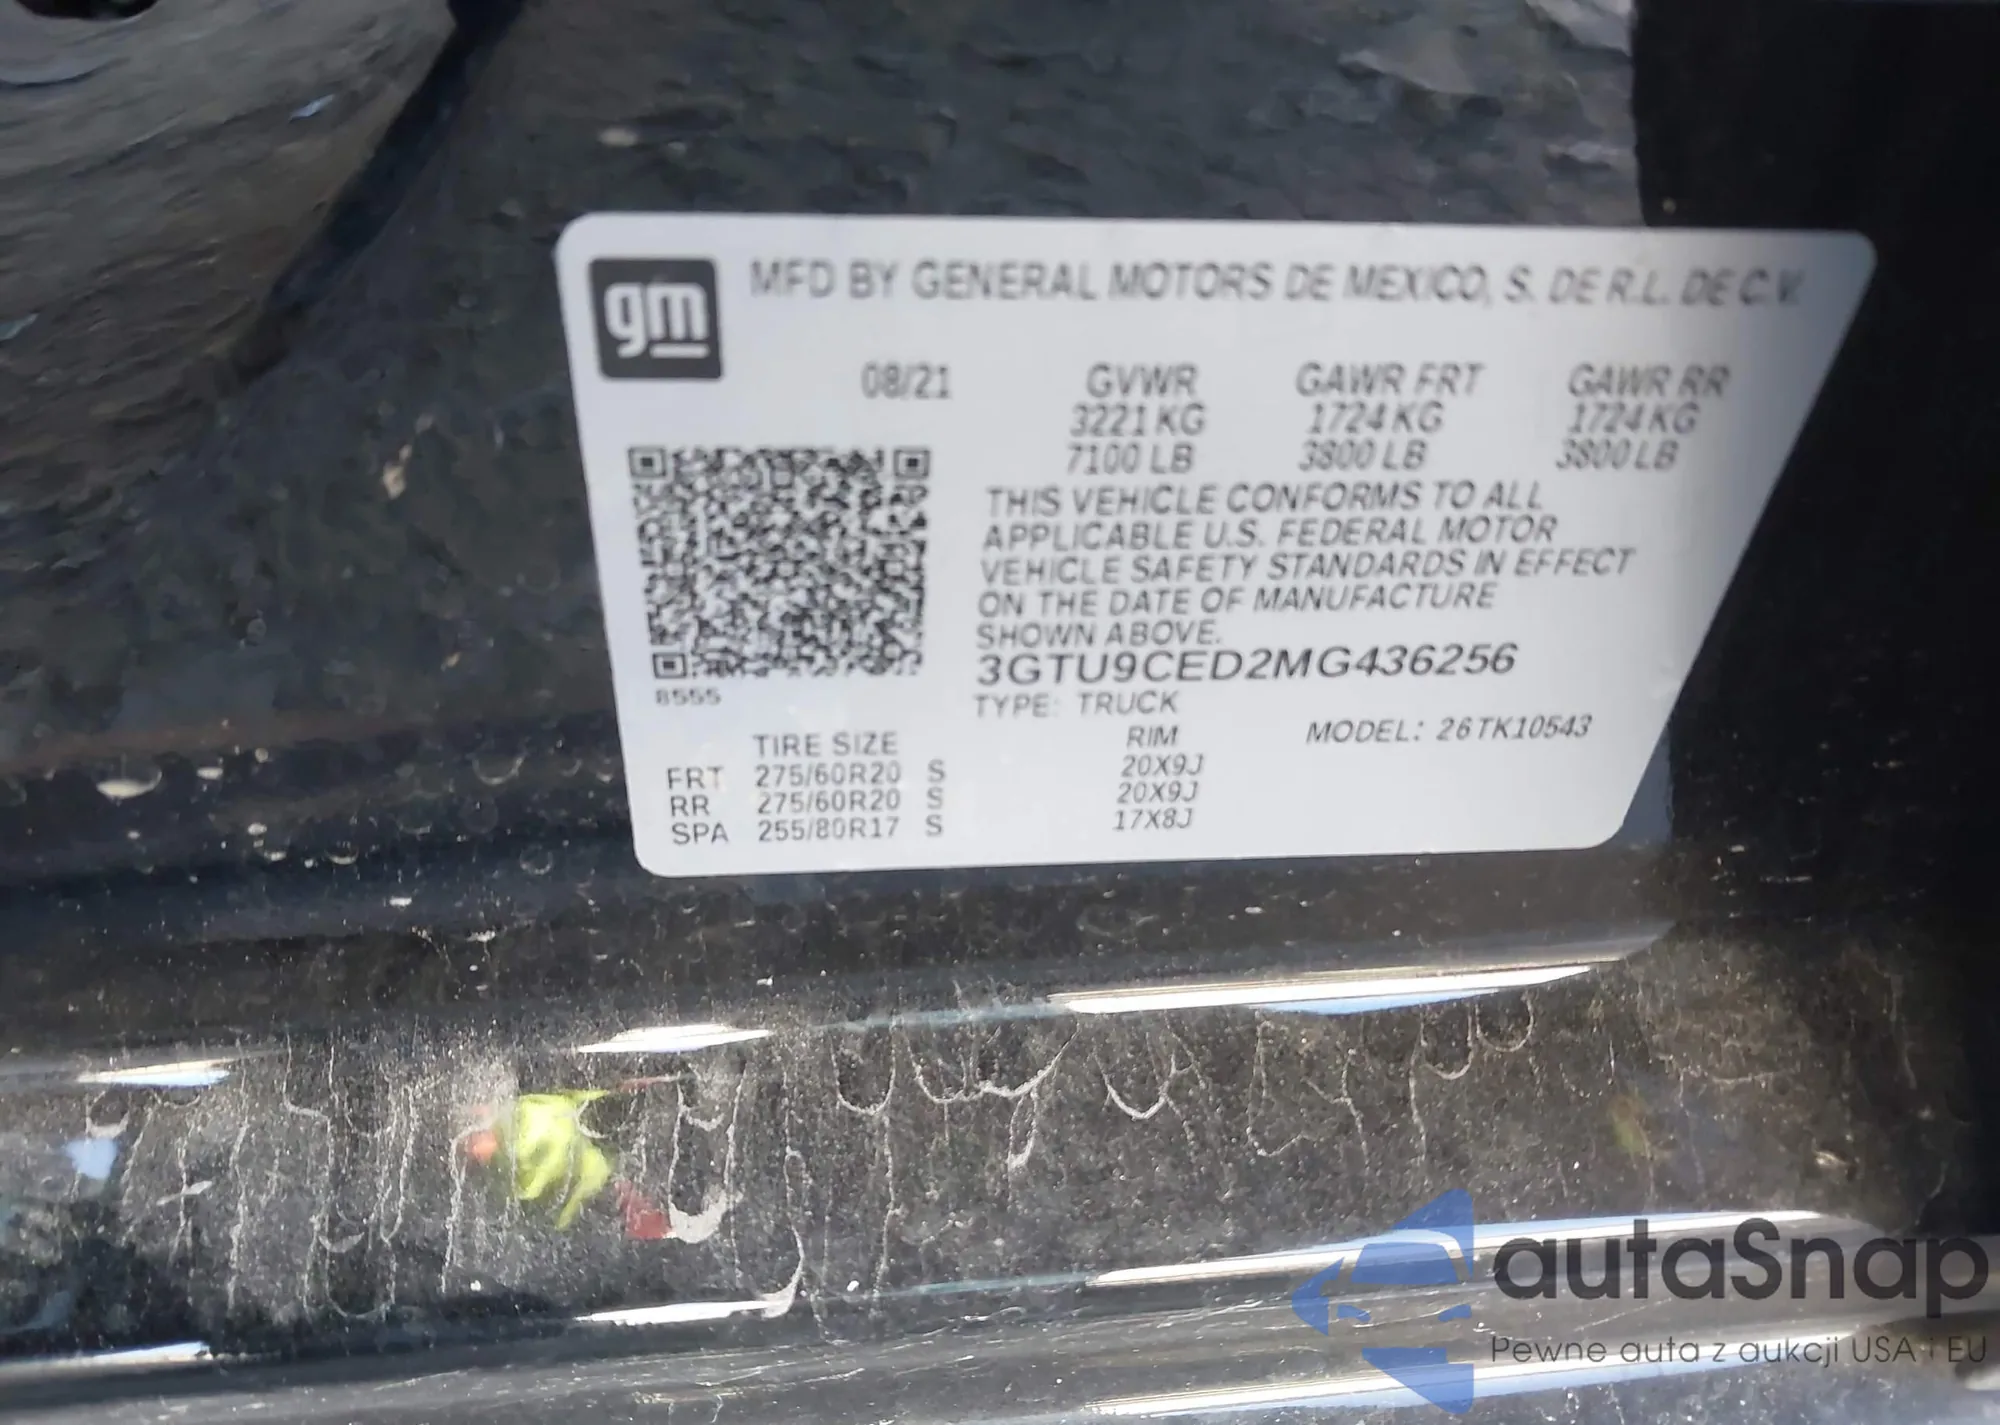 gm
MFD BY GENERAL MOTORS DE MEXICO, S. DE R.L. DE C.V.
08/21 GVWR GAWR FRT GAWR RR
3221 KG 1724 KG 1724 KG
7100 LB 3800 LB 3800 LB
THIS VEHICLE CONFORMS TO ALL
APPLICABLE U.S. FEDERAL MOTOR
VEHICLE SAFETY STANDARDS IN EFFECT
ON THE DATE OF MANUFACTURE
SHOWN ABOVE.
3GTU9CED2MG436256
8555
TYPE: TRUCK
MODEL: 26TK10543
TIRE SIZE RIM
FRT 275/60R20 S 20X9J
RR 275/60R20 S 20X9J
SPA 255/80R17 S 17X8J
autaSnap
Pewne auta z aukcji USA i EU